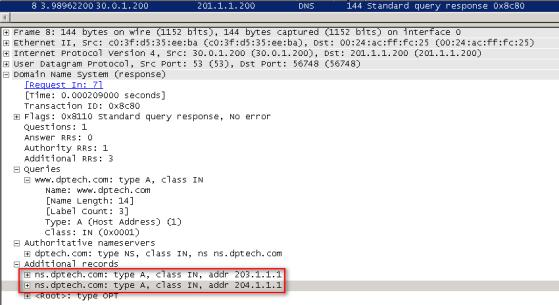 8 3.98962200 30.0.1.200 201.1.1.200 DNS 144 Standard query response 0x8c80
Frame 8: 144 bytes on wire (1152 bits), 144 bytes captured (1152 bits) on interface 0
Ethernet II, Src: c0:3f:d5:35:ee:ba (c0:3f:d5:35:ee:ba), Dst: 00:24:ac:ff:fc:25 (00:24:ac:ff:fc:25)
Internet Protocol Version 4, Src: 30.0.1.200 (30.0.1.200), Dst: 201.1.1.200 (201.1.1.200)
User Datagram Protocol, Src Port: 53 (53), Dst Port: 56748 (56748)
Domain Name System (response)
[Request In: 7]
[Time: 0.000209000 seconds]
Transaction ID: 0x8c80
Flags: 0x8110 Standard query response, No error
Questions: 1
Answer RRs: 0
Authority RRs: 1
Additional RRs: 3
Queries
www.dptech.com: type A, class IN
Name: www.dptech.com
[Name Length: 14]
[Label Count: 3]
Type: A (Host Address) (1)
Class: IN (0x0001)
Authoritative nameservers
dptech.com: type NS, class IN, ns ns.dptech.com
Additional records
ns.dptech.com: type A, class IN, addr 203.1.1.1
ns.dptech.com: type A, class IN, addr 204.1.1.1
<Root>: type OPT